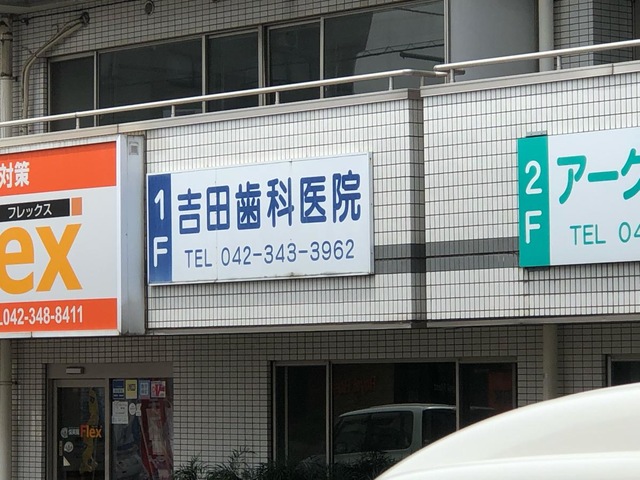 対策
フレックス
ex
042-348-8411
1F
吉田歯科医院
TEL 042-343-3962
2F
アーク
TEL 04
Flex